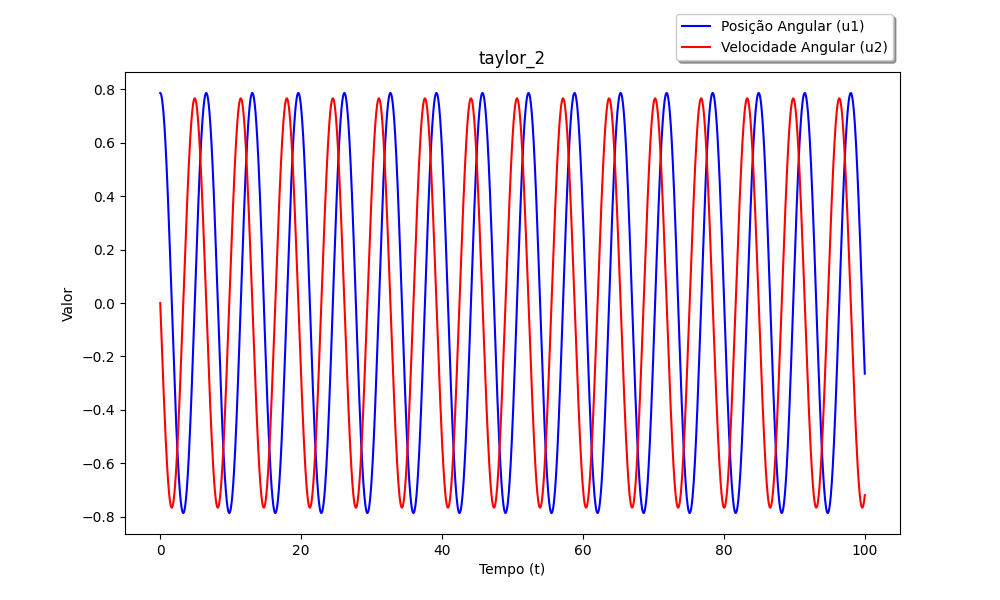 Posição Angular (u1)
Velocidade Angular (u2)
taylor_2
Valor
0.8
0.6
0.4
0.2
0.0
−0.2
−0.4
−0.6
−0.8
0 20 40 60 80 100
Tempo (t)